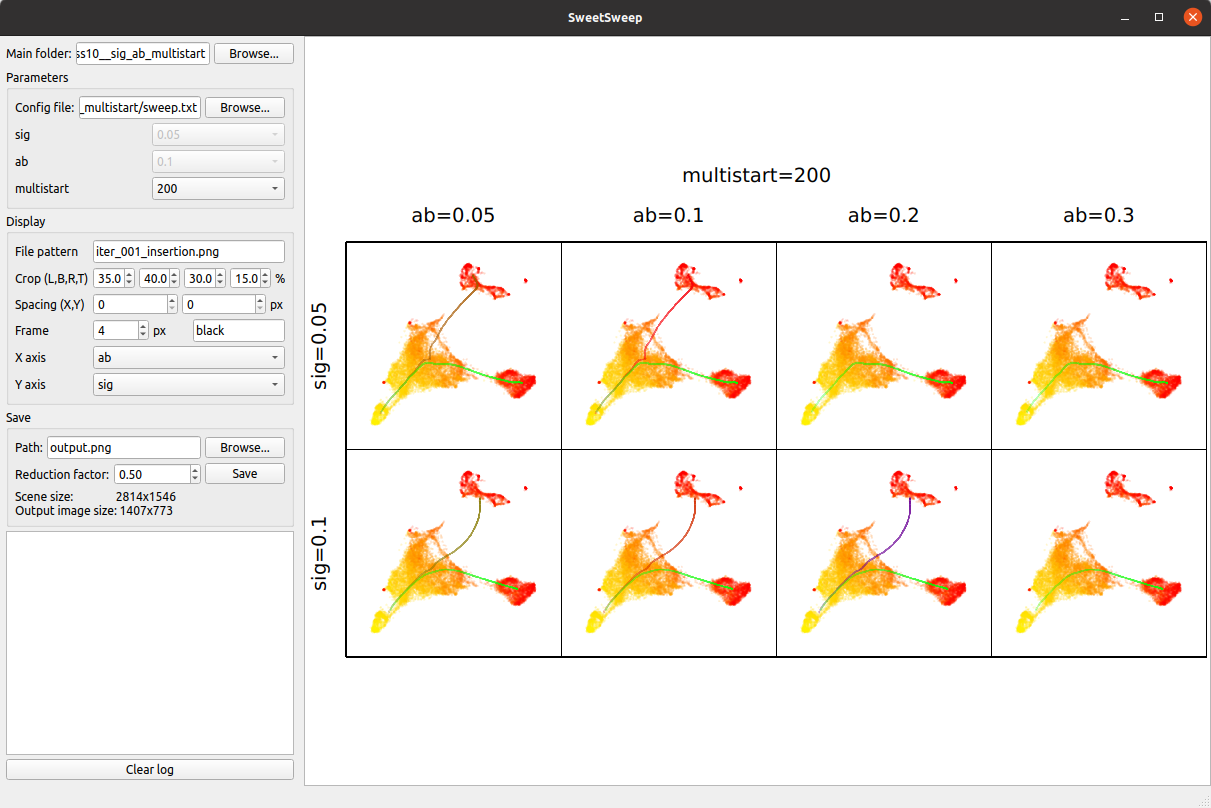 SweetSweep
Main folder: ss10__sig_ab_multistart Browse...
Parameters
Config file: _multistart/sweep.txt Browse...
sig 0.05
ab 0.1
multistart 200
Display
File pattern iter_001_insertion.png
Crop (L,B,R,T) 35.0 40.0 30.0 15.0 %
Spacing (X,Y) 0 0 px
Frame 4 px black
X axis ab
Y axis sig
Save
Path: output.png Browse...
Reduction factor: 0.50 Save
Scene size: 2814x1546
Output image size: 1407x773
Clear log
multistart=200
ab=0.05 ab=0.1 ab=0.2 ab=0.3
sig=0.05
sig=0.1